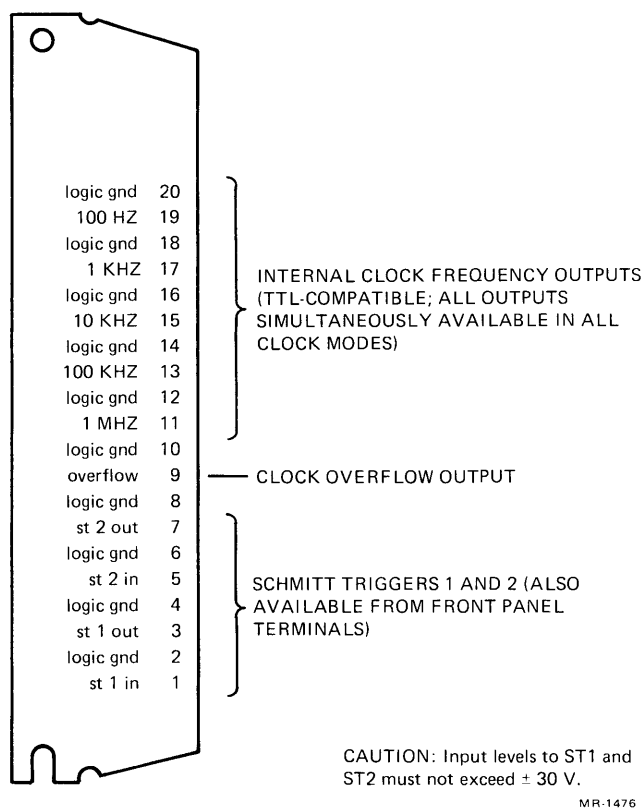 logic gnd 20
100 HZ 19
logic gnd 18
1 KHZ 17
logic gnd 16
10 KHZ 15
logic gnd 14
100 KHZ 13
logic gnd 12
1 MHZ 11
logic gnd 10
overflow 9
logic gnd 8
st 2 out 7
logic gnd 6
st 2 in 5
logic gnd 4
st 1 out 3
logic gnd 2
st 1 in 1
INTERNAL CLOCK FREQUENCY OUTPUTS
(TTL-COMPATIBLE; ALL OUTPUTS
SIMULTANEOUSLY AVAILABLE IN ALL
CLOCK MODES)
CLOCK OVERFLOW OUTPUT
SCHMITT TRIGGERS 1 AND 2 (ALSO
AVAILABLE FROM FRONT PANEL
TERMINALS)
CAUTION: Input levels to ST1 and
ST2 must not exceed ± 30 V.
MR-1476